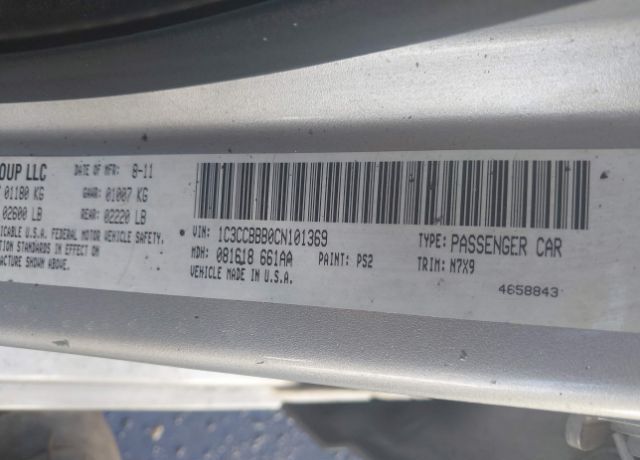 OUP LLC DATE OF MFR: 8-11
01180 KG GAWR: 01007 KG
02600 LB REAR: 02220 LB
ICABLE U.S.A. FEDERAL MOTOR VEHICLE SAFETY,
TION STANDARDS IN EFFECT ON
ACTURE SHOWN ABOVE.
VIN: 1C3CCBBB0CN101369 TYPE: PASSENGER CAR
MDH: 081618 661AA PAINT: PS2 TRIM: N7X9
VEHICLE MADE IN U.S.A.
4658843